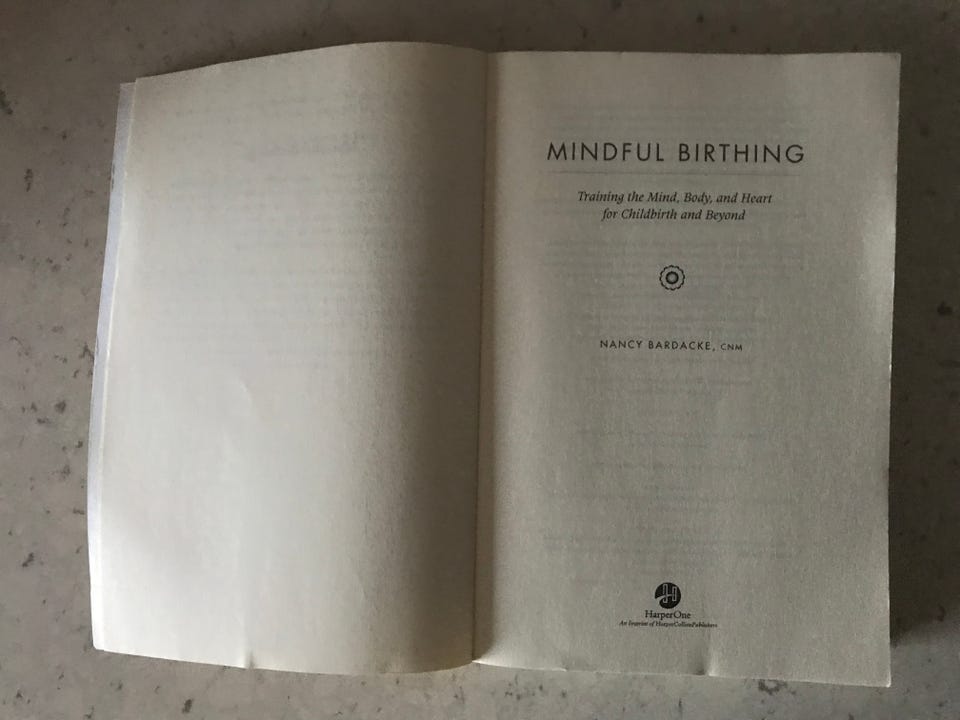 MINDFUL BIRTHING
Training the Mind, Body, and Heart
for Childbirth and Beyond
NANCY BARDACKE, CNM
HarperOne
An Imprint of HarperCollinsPublishers